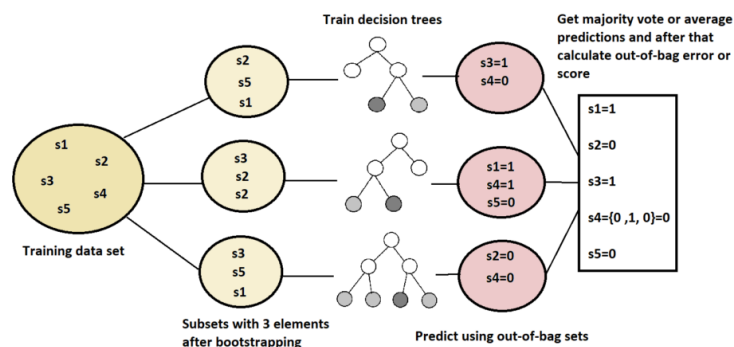 Train decision trees
Get majority vote or average
predictions and after that
calculate out-of-bag error or
score
s1
s2
s3
s4
s5
Training data set
s2
s5
s1
s3
s2
s2
s3
s5
s1
Subsets with 3 elements
after bootstrapping
s3=1
s4=0
s1=1
s4=1
s5=0
s2=0
s4=0
Predict using out-of-bag sets
s1=1
s2=0
s3=1
s4={0 ,1, 0}=0
s5=0